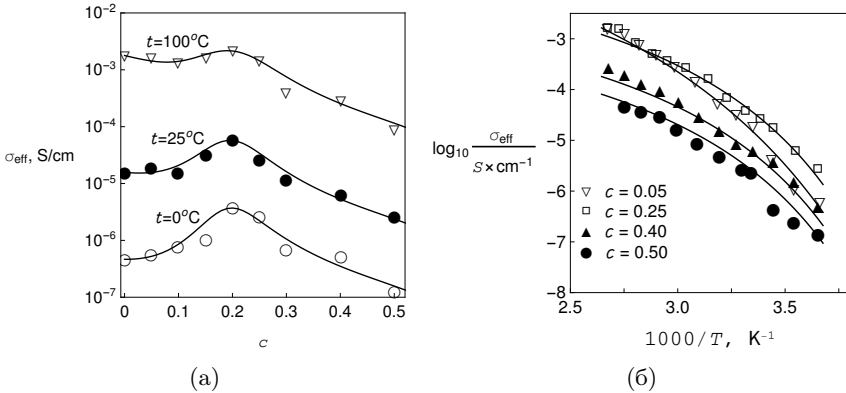 10⁻²
t=100°C
10⁻³
10⁻⁴
t=25°C
σeff, S/cm
10⁻⁵
t=0°C
10⁻⁶
10⁻⁷
0 0.1 0.2 0.3 0.4 0.5
c
(а)
-3
-4
log₁₀ σeff / S×cm⁻¹
-5
-6
-7
-8
c = 0.05
c = 0.25
c = 0.40
c = 0.50
2.5 3.0 3.5
1000/T, K⁻¹
(б)